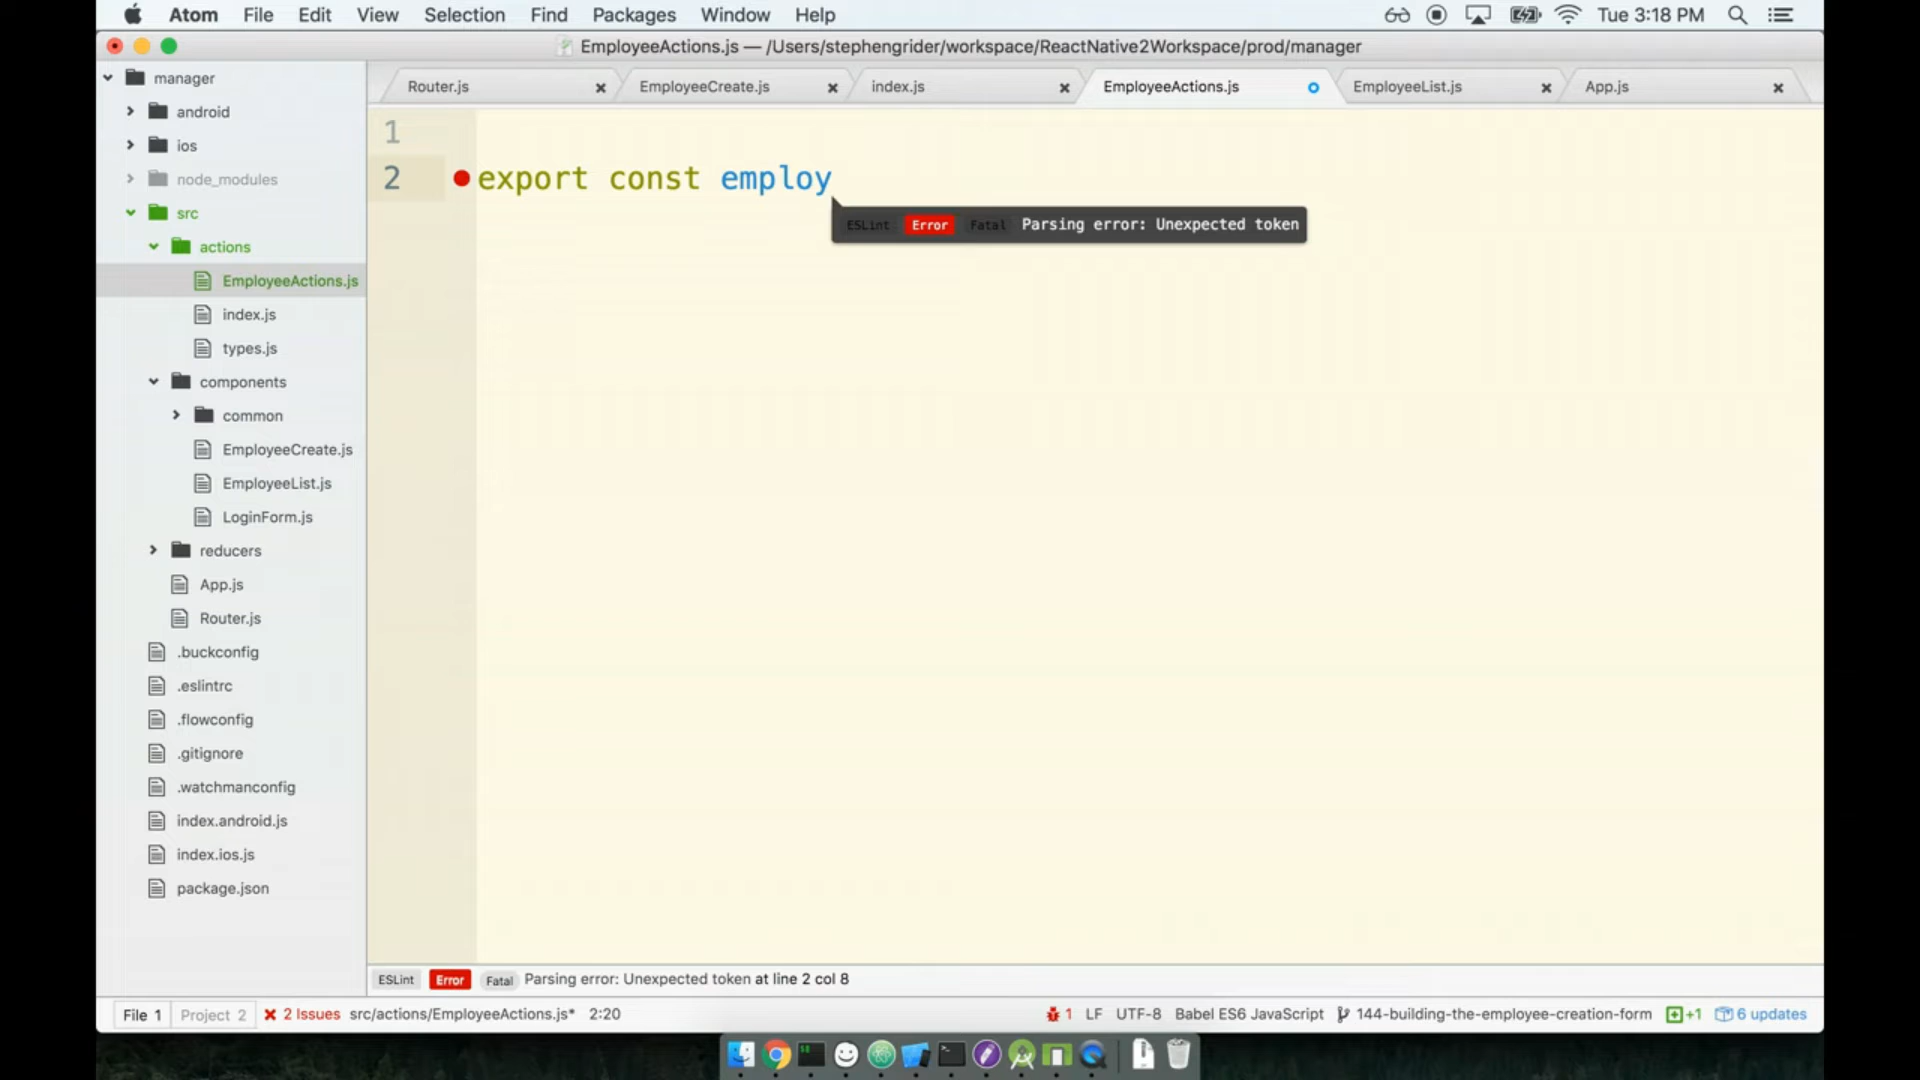 Atom File Edit View Selection Find Packages Window Help Tue 3:18 PM
EmployeeActions.js — /Users/stephengrider/workspace/ReactNative2Workspace/prod/manager
manager
android
ios
node_modules
src
actions
EmployeeActions.js
index.js
types.js
components
common
EmployeeCreate.js
EmployeeList.js
LoginForm.js
reducers
App.js
Router.js
.buckconfig
.eslintrc
.flowconfig
.gitignore
.watchmanconfig
index.android.js
index.ios.js
package.json
Router.js EmployeeCreate.js index.js EmployeeActions.js EmployeeList.js App.js
1
2 export const employ
ESLint Error Fatal Parsing error: Unexpected token
ESLint Error Fatal Parsing error: Unexpected token at line 2 col 8
File 1 Project 2 2 Issues src/actions/EmployeeActions.js* 2:20 1 LF UTF-8 Babel ES6 JavaScript 144-building-the-employee-creation-form +1 6 updates